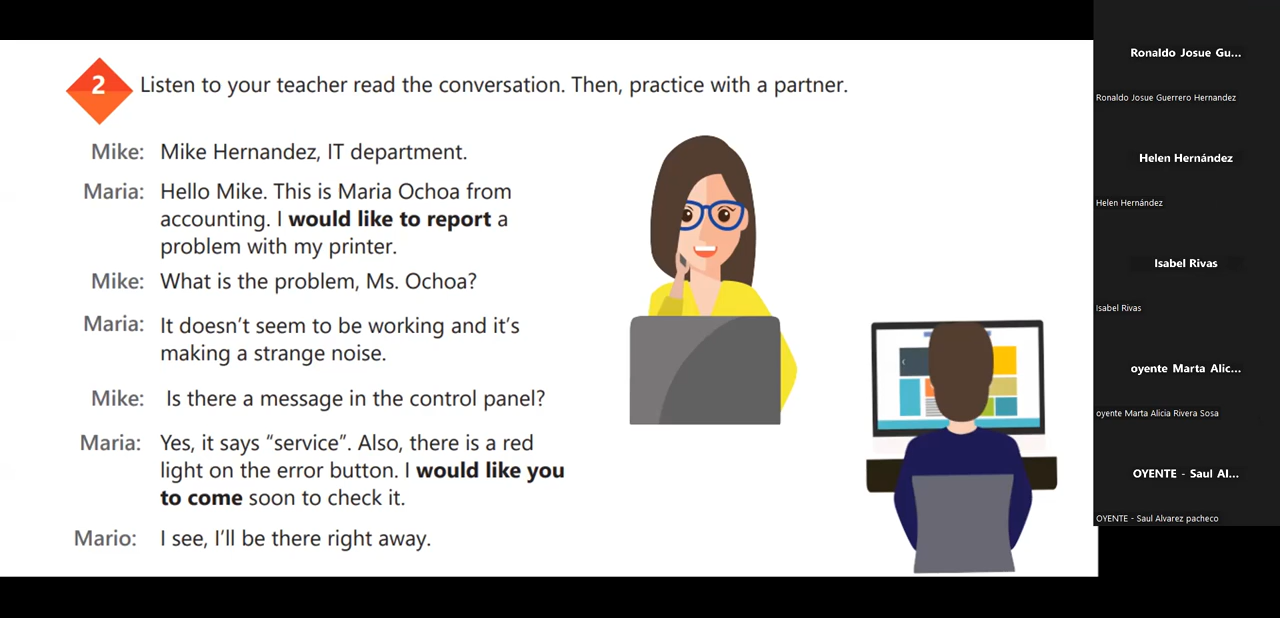 2 Listen to your teacher read the conversation. Then, practice with a partner.
Mike: Mike Hernandez, IT department.
Maria: Hello Mike. This is Maria Ochoa from
accounting. I would like to report a
problem with my printer.
Mike: What is the problem, Ms. Ochoa?
Maria: It doesn't seem to be working and it's
making a strange noise.
Mike: Is there a message in the control panel?
Maria: Yes, it says “service”. Also, there is a red
light on the error button. I would like you
to come soon to check it.
Mario: I see, I'll be there right away.
Ronaldo Josue Gu...
Ronaldo Josue Guerrero Hernandez
Helen Hernández
Helen Hernández
Isabel Rivas
Isabel Rivas
oyente Marta Alic...
oyente Marta Alicia Rivera Sosa
OYENTE - Saul Al...
OYENTE - Saul Alvarez pacheco